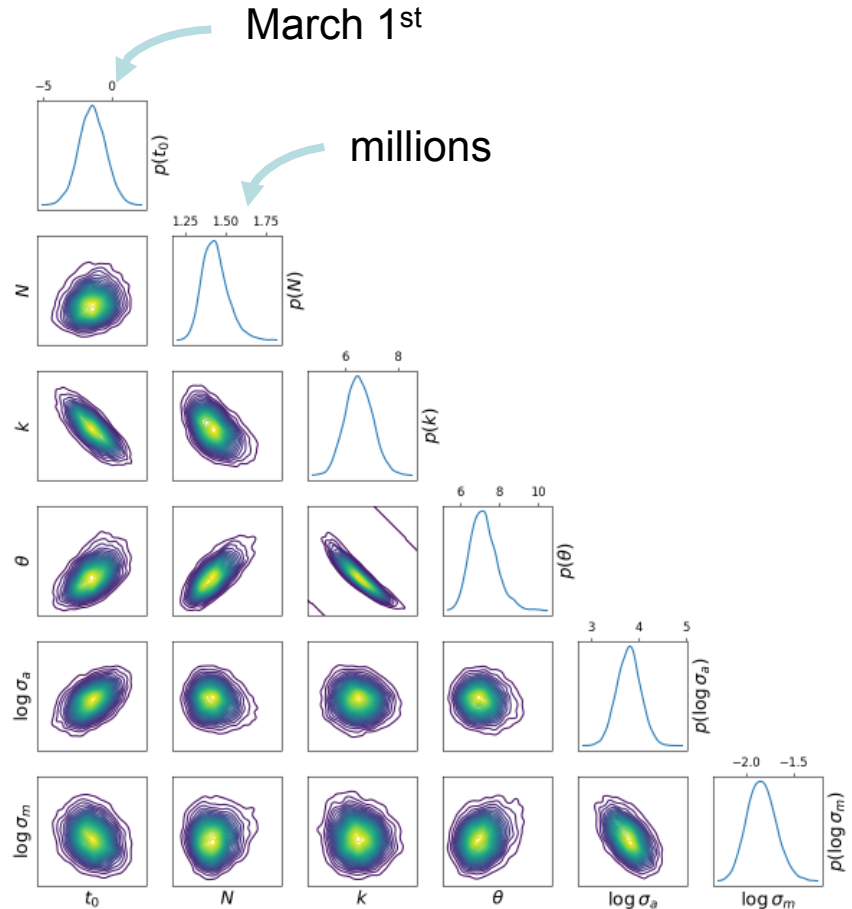 March 1st
−5 0
p(t₀)
millions
1.25 1.50 1.75
N
p(N)
6 8
k
p(k)
6 8 10
θ
p(θ)
3 4 5
log σₐ
p(log σₐ)
−2.0 −1.5
log σₘ
p(log σₘ)
t₀ N k θ log σₐ log σₘ